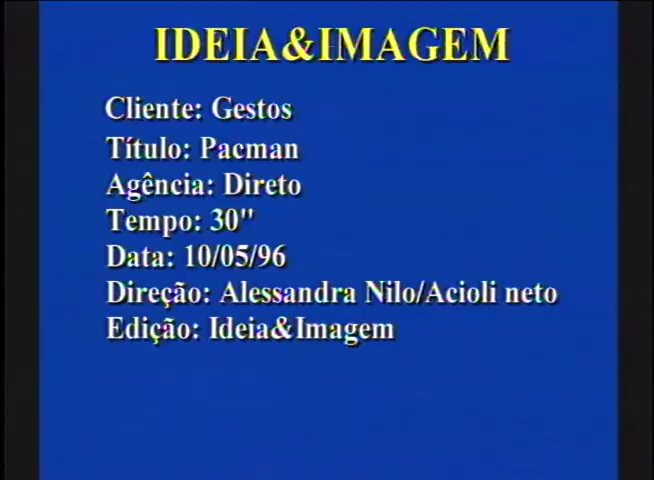 IDEIA&IMAGEM
Cliente: Gestos
Título: Pacman
Agência: Direto
Tempo: 30"
Data: 10/05/96
Direção: Alessandra Nilo/Acioli neto
Edição: Ideia&Imagem